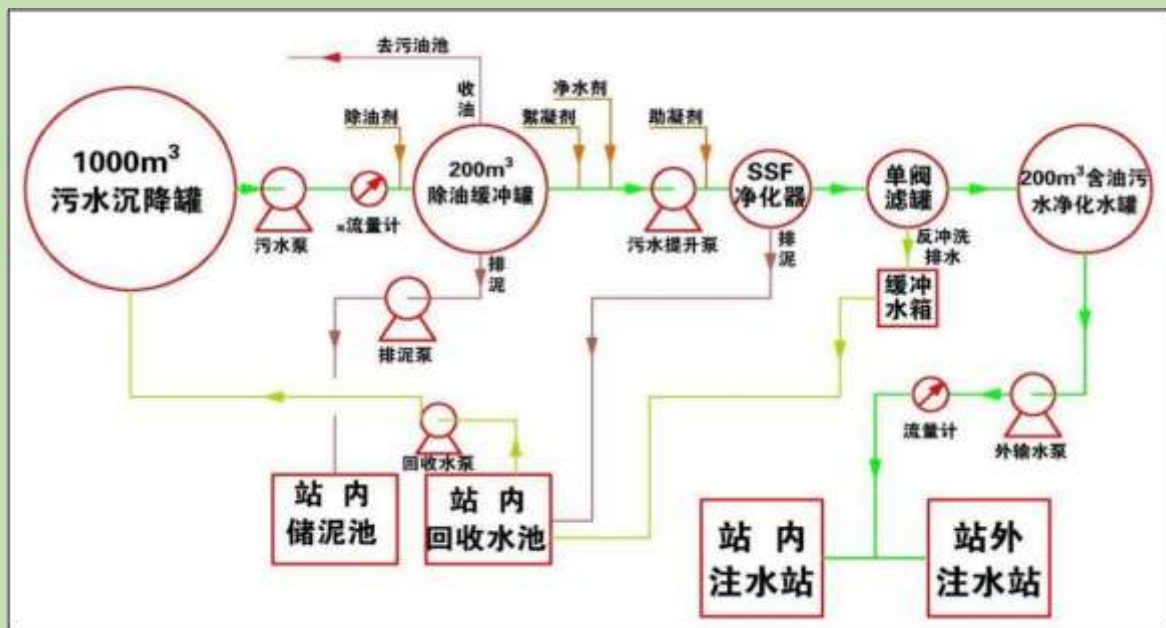 去污油池
收
油
除油剂
净水剂
絮凝剂
助凝剂
1000m³
污水沉降罐
污水泵
流量计
200m³
除油缓冲罐
污水提升泵
SSF
净化器
单阀
滤罐
200m³含油污
水净化水罐
排
泥
排
泥
反冲洗
排水
缓冲
水箱
排泥泵
回收水泵
流量计
外输水泵
站 内
储泥池
站 内
回收水池
站 内
注水站
站外
注水站